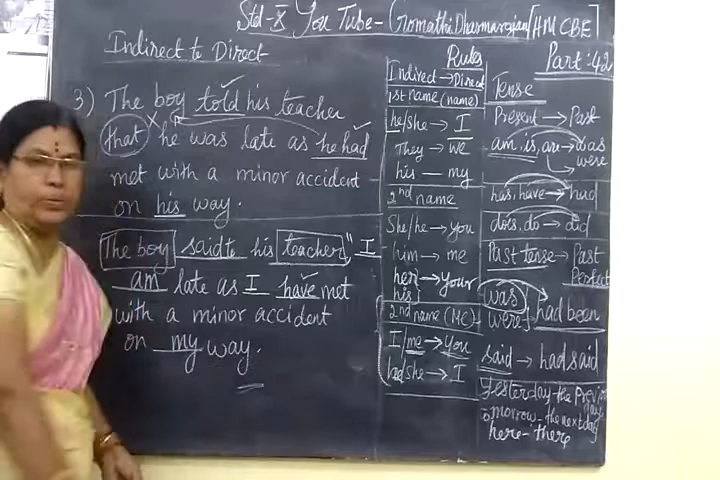 Std-X You Tube - Gomathi Dharmarajan [HM CBE]
Indirect to Direct
Part: 42
3) The boy told his teacher
that he was late as he had
met with a minor accident
on his way.
The boy said to his teacher, "I
am late as I have met
with a minor accident
on my way.
Rules
Indirect → Direct
1st name (name)
he/she → I
They → we
his — my
2nd name
She/he → you
him — me
her → your
his
2nd name (Me)
I/me → you
he/she → I
Tense
Present → Past
am, is, are → was
were
has, have → had
does, do → did
Past tense → Past
Perfect
was
were → had been
said → had said
Yesterday - the previous
day
tomorrow - the next day
here - there